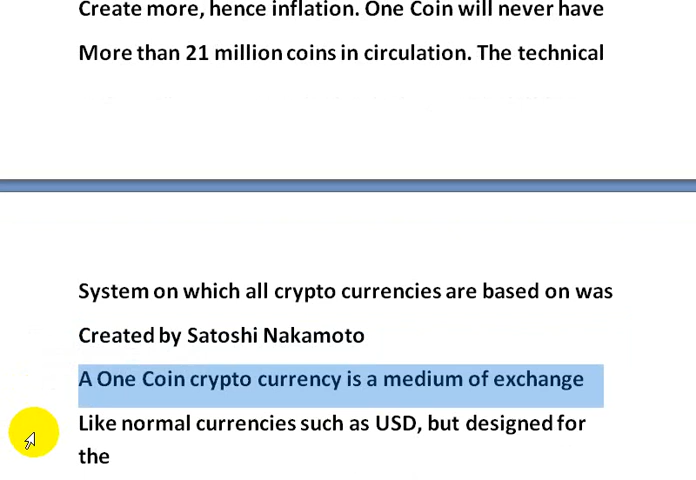 Create more, hence inflation. One Coin will never have
More than 21 million coins in circulation. The technical
System on which all crypto currencies are based on was
Created by Satoshi Nakamoto
A One Coin crypto currency is a medium of exchange
Like normal currencies such as USD, but designed for
the